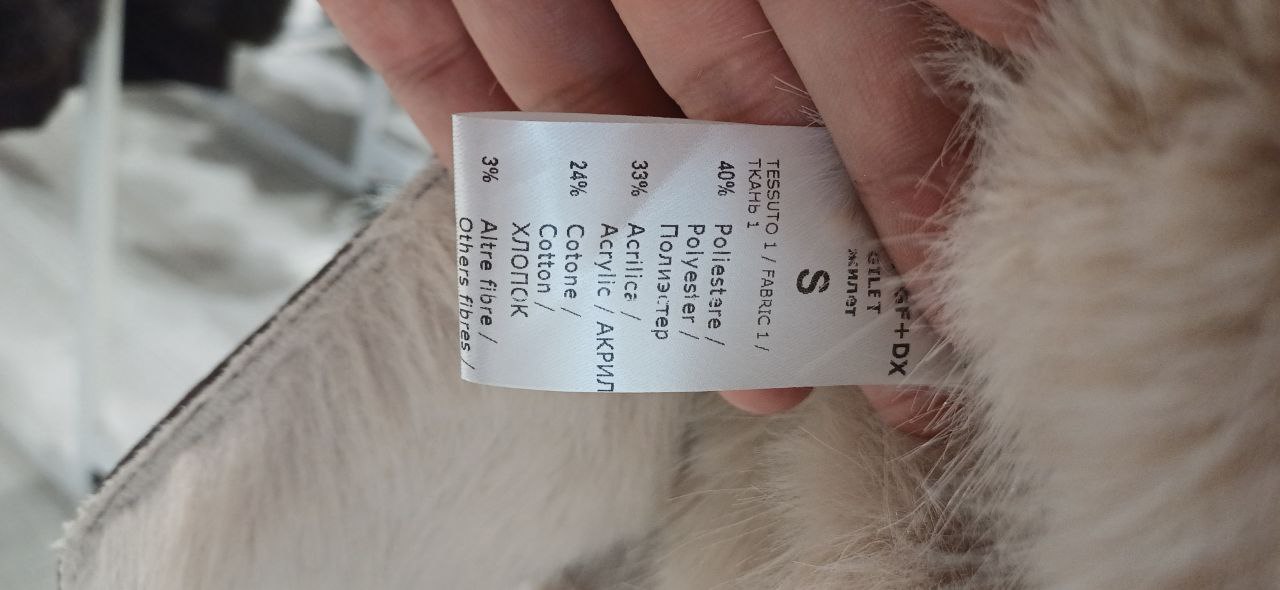 GF+DX
GILET
жилет
S
TESSUTO 1 / FABRIC 1 /
ТКАНЬ 1
40% Poliestere /
Polyester /
Полиэстер
33% Acrilica /
Acrylic / АКРИЛ
24% Cotone /
Cotton /
ХЛОПОК
3% Altre fibre /
Others fibres /